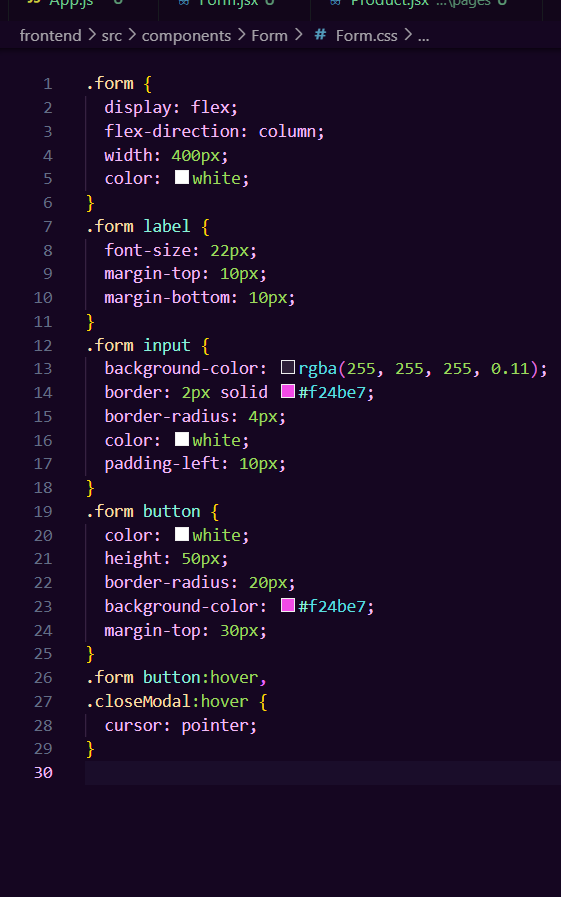 App.js U Form.jsx U Product.jsx ...\pages U
frontend > src > components > Form > # Form.css > ...
1 .form {
2 display: flex;
3 flex-direction: column;
4 width: 400px;
5 color: white;
6 }
7 .form label {
8 font-size: 22px;
9 margin-top: 10px;
10 margin-bottom: 10px;
11 }
12 .form input {
13 background-color: rgba(255, 255, 255, 0.11);
14 border: 2px solid #f24be7;
15 border-radius: 4px;
16 color: white;
17 padding-left: 10px;
18 }
19 .form button {
20 color: white;
21 height: 50px;
22 border-radius: 20px;
23 background-color: #f24be7;
24 margin-top: 30px;
25 }
26 .form button:hover,
27 .closeModal:hover {
28 cursor: pointer;
29 }
30